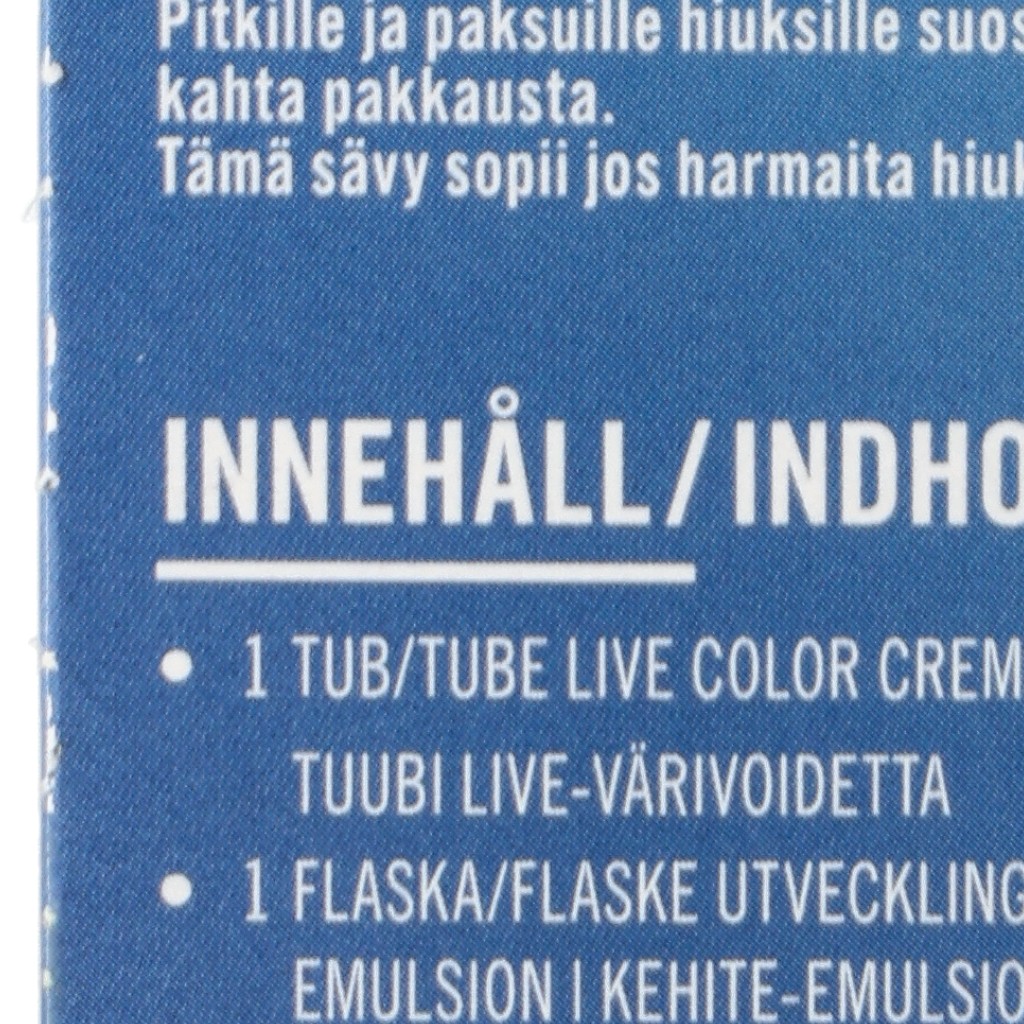 Pitkille ja paksuille hiuksille suos
kahta pakkausta.
Tämä sävy sopii jos harmaita hiuk
INNEHÅLL/INDHO
• 1 TUB/TUBE LIVE COLOR CREM
TUUBI LIVE-VÄRIVOIDETTA
• 1 FLASKA/FLASKE UTVECKLING
EMULSION | KEHITE-EMULSIO